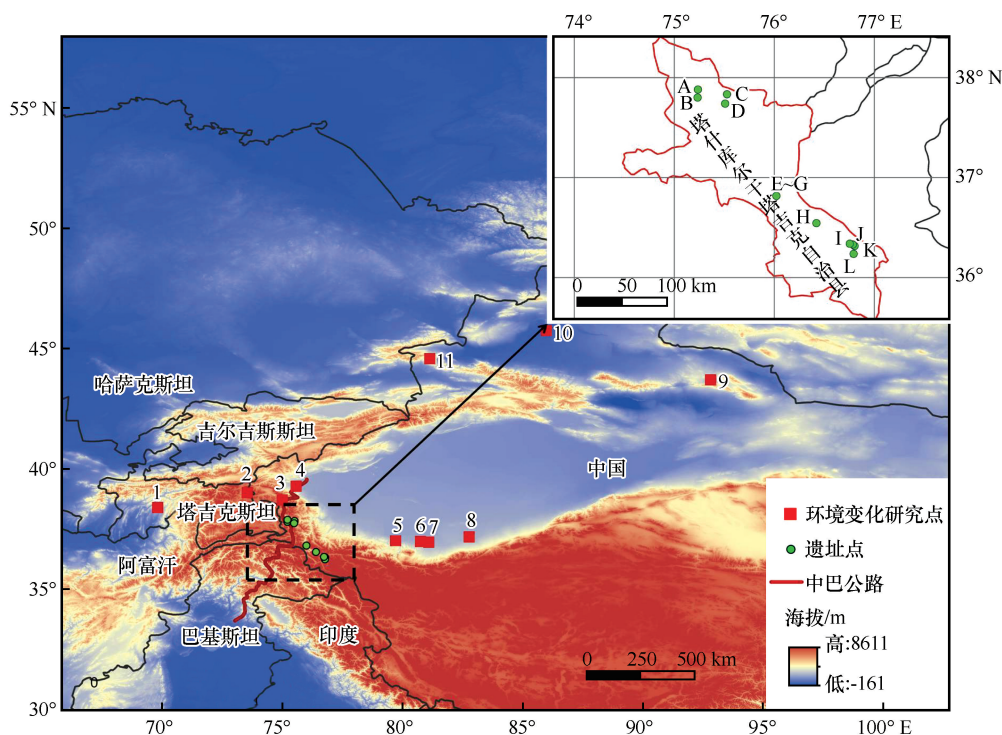 74° 75° 76° 77° E
38° N
37°
36°
A
B
C
D
E~G
H
I
J
K
L
塔什库尔干塔吉克自治县
0 50 100 km
55° N
50°
45°
40°
35°
30°
10
11
9
哈萨克斯坦
吉尔吉斯斯坦
中国
1
2
3
4
塔吉克斯坦
5
6
7
8
阿富汗
巴基斯坦
印度
0 250 500 km
环境变化研究点
遗址点
中巴公路
海拔/m
高:8611
低:-161
70° 75° 80° 85° 90° 95° 100° E